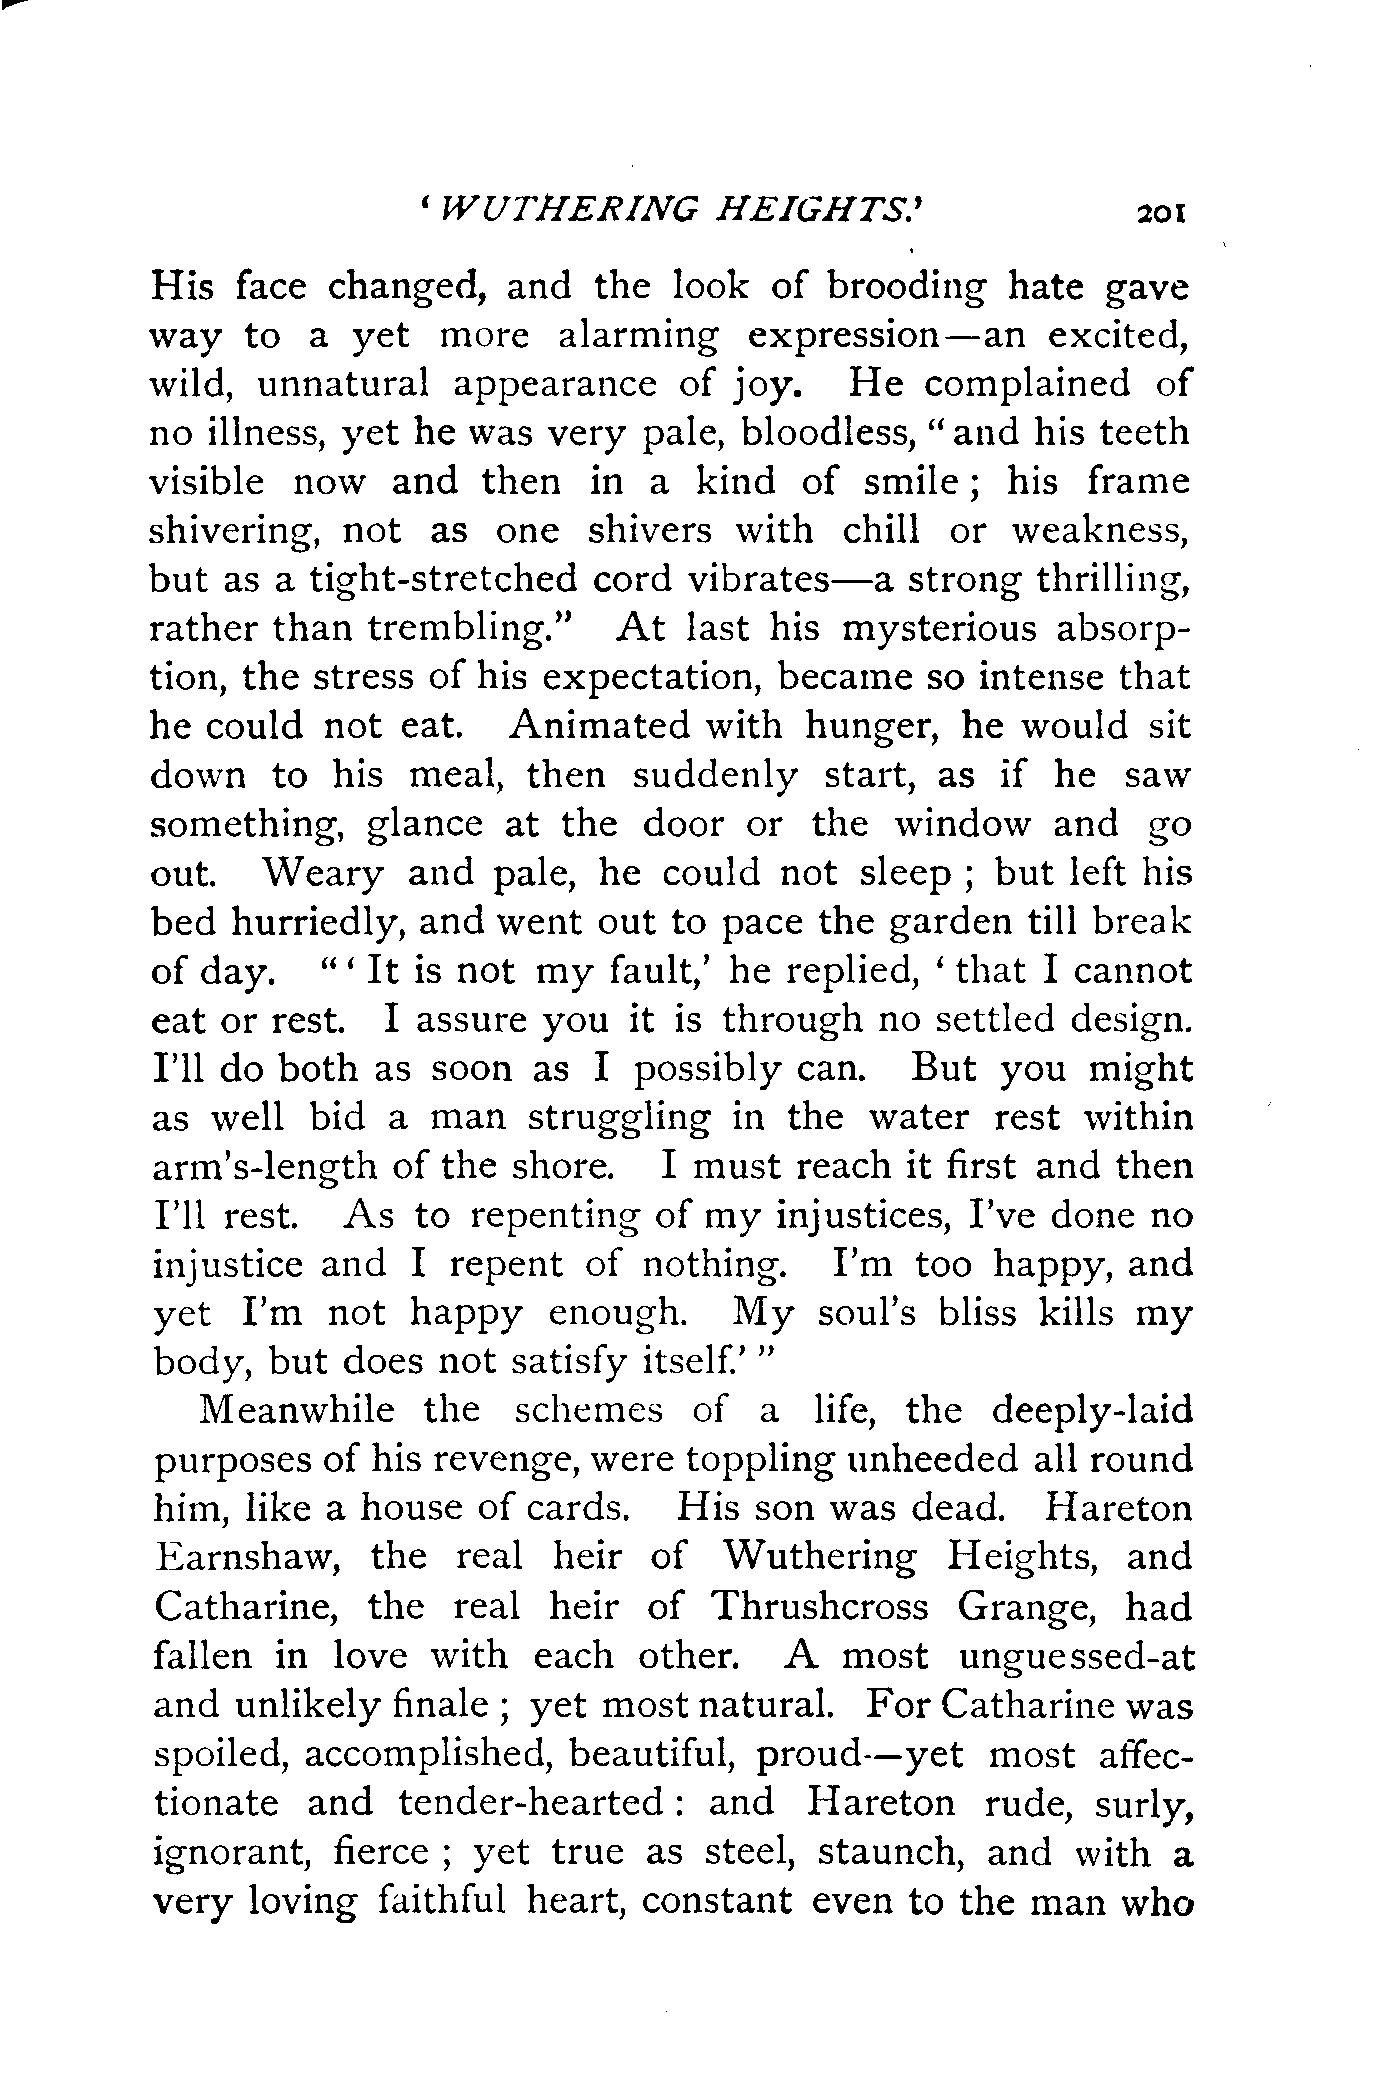 ‘ WUTHERING HEIGHTS.’ 201
His face changed, and the look of brooding hate gave
way to a yet more alarming expression—an excited,
wild, unnatural appearance of joy. He complained of
no illness, yet he was very pale, bloodless, “ and his teeth
visible now and then in a kind of smile ; his frame
shivering, not as one shivers with chill or weakness,
but as a tight-stretched cord vibrates—a strong thrilling,
rather than trembling.” At last his mysterious absorp-
tion, the stress of his expectation, became so intense that
he could not eat. Animated with hunger, he would sit
down to his meal, then suddenly start, as if he saw
something, glance at the door or the window and go
out. Weary and pale, he could not sleep ; but left his
bed hurriedly, and went out to pace the garden till break
of day. “ ‘ It is not my fault,’ he replied, ‘ that I cannot
eat or rest. I assure you it is through no settled design.
I’ll do both as soon as I possibly can. But you might
as well bid a man struggling in the water rest within
arm’s-length of the shore. I must reach it first and then
I’ll rest. As to repenting of my injustices, I’ve done no
injustice and I repent of nothing. I’m too happy, and
yet I’m not happy enough. My soul’s bliss kills my
body, but does not satisfy itself.’ ”
Meanwhile the schemes of a life, the deeply-laid
purposes of his revenge, were toppling unheeded all round
him, like a house of cards. His son was dead. Hareton
Earnshaw, the real heir of Wuthering Heights, and
Catharine, the real heir of Thrushcross Grange, had
fallen in love with each other. A most unguessed-at
and unlikely finale ; yet most natural. For Catharine was
spoiled, accomplished, beautiful, proud—yet most affec-
tionate and tender-hearted : and Hareton rude, surly,
ignorant, fierce ; yet true as steel, staunch, and with a
very loving faithful heart, constant even to the man who